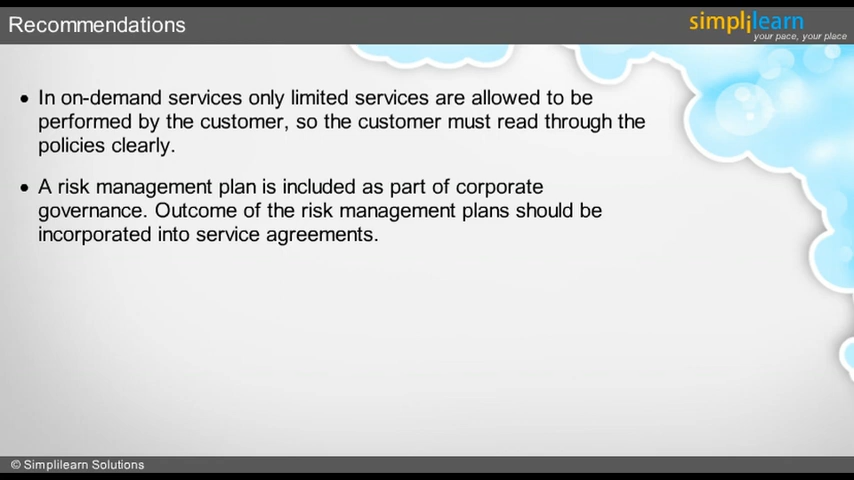 Recommendations
simplilearn
your pace, your place
• In on-demand services only limited services are allowed to be
performed by the customer, so the customer must read through the
policies clearly.
• A risk management plan is included as part of corporate
governance. Outcome of the risk management plans should be
incorporated into service agreements.
© Simplilearn Solutions